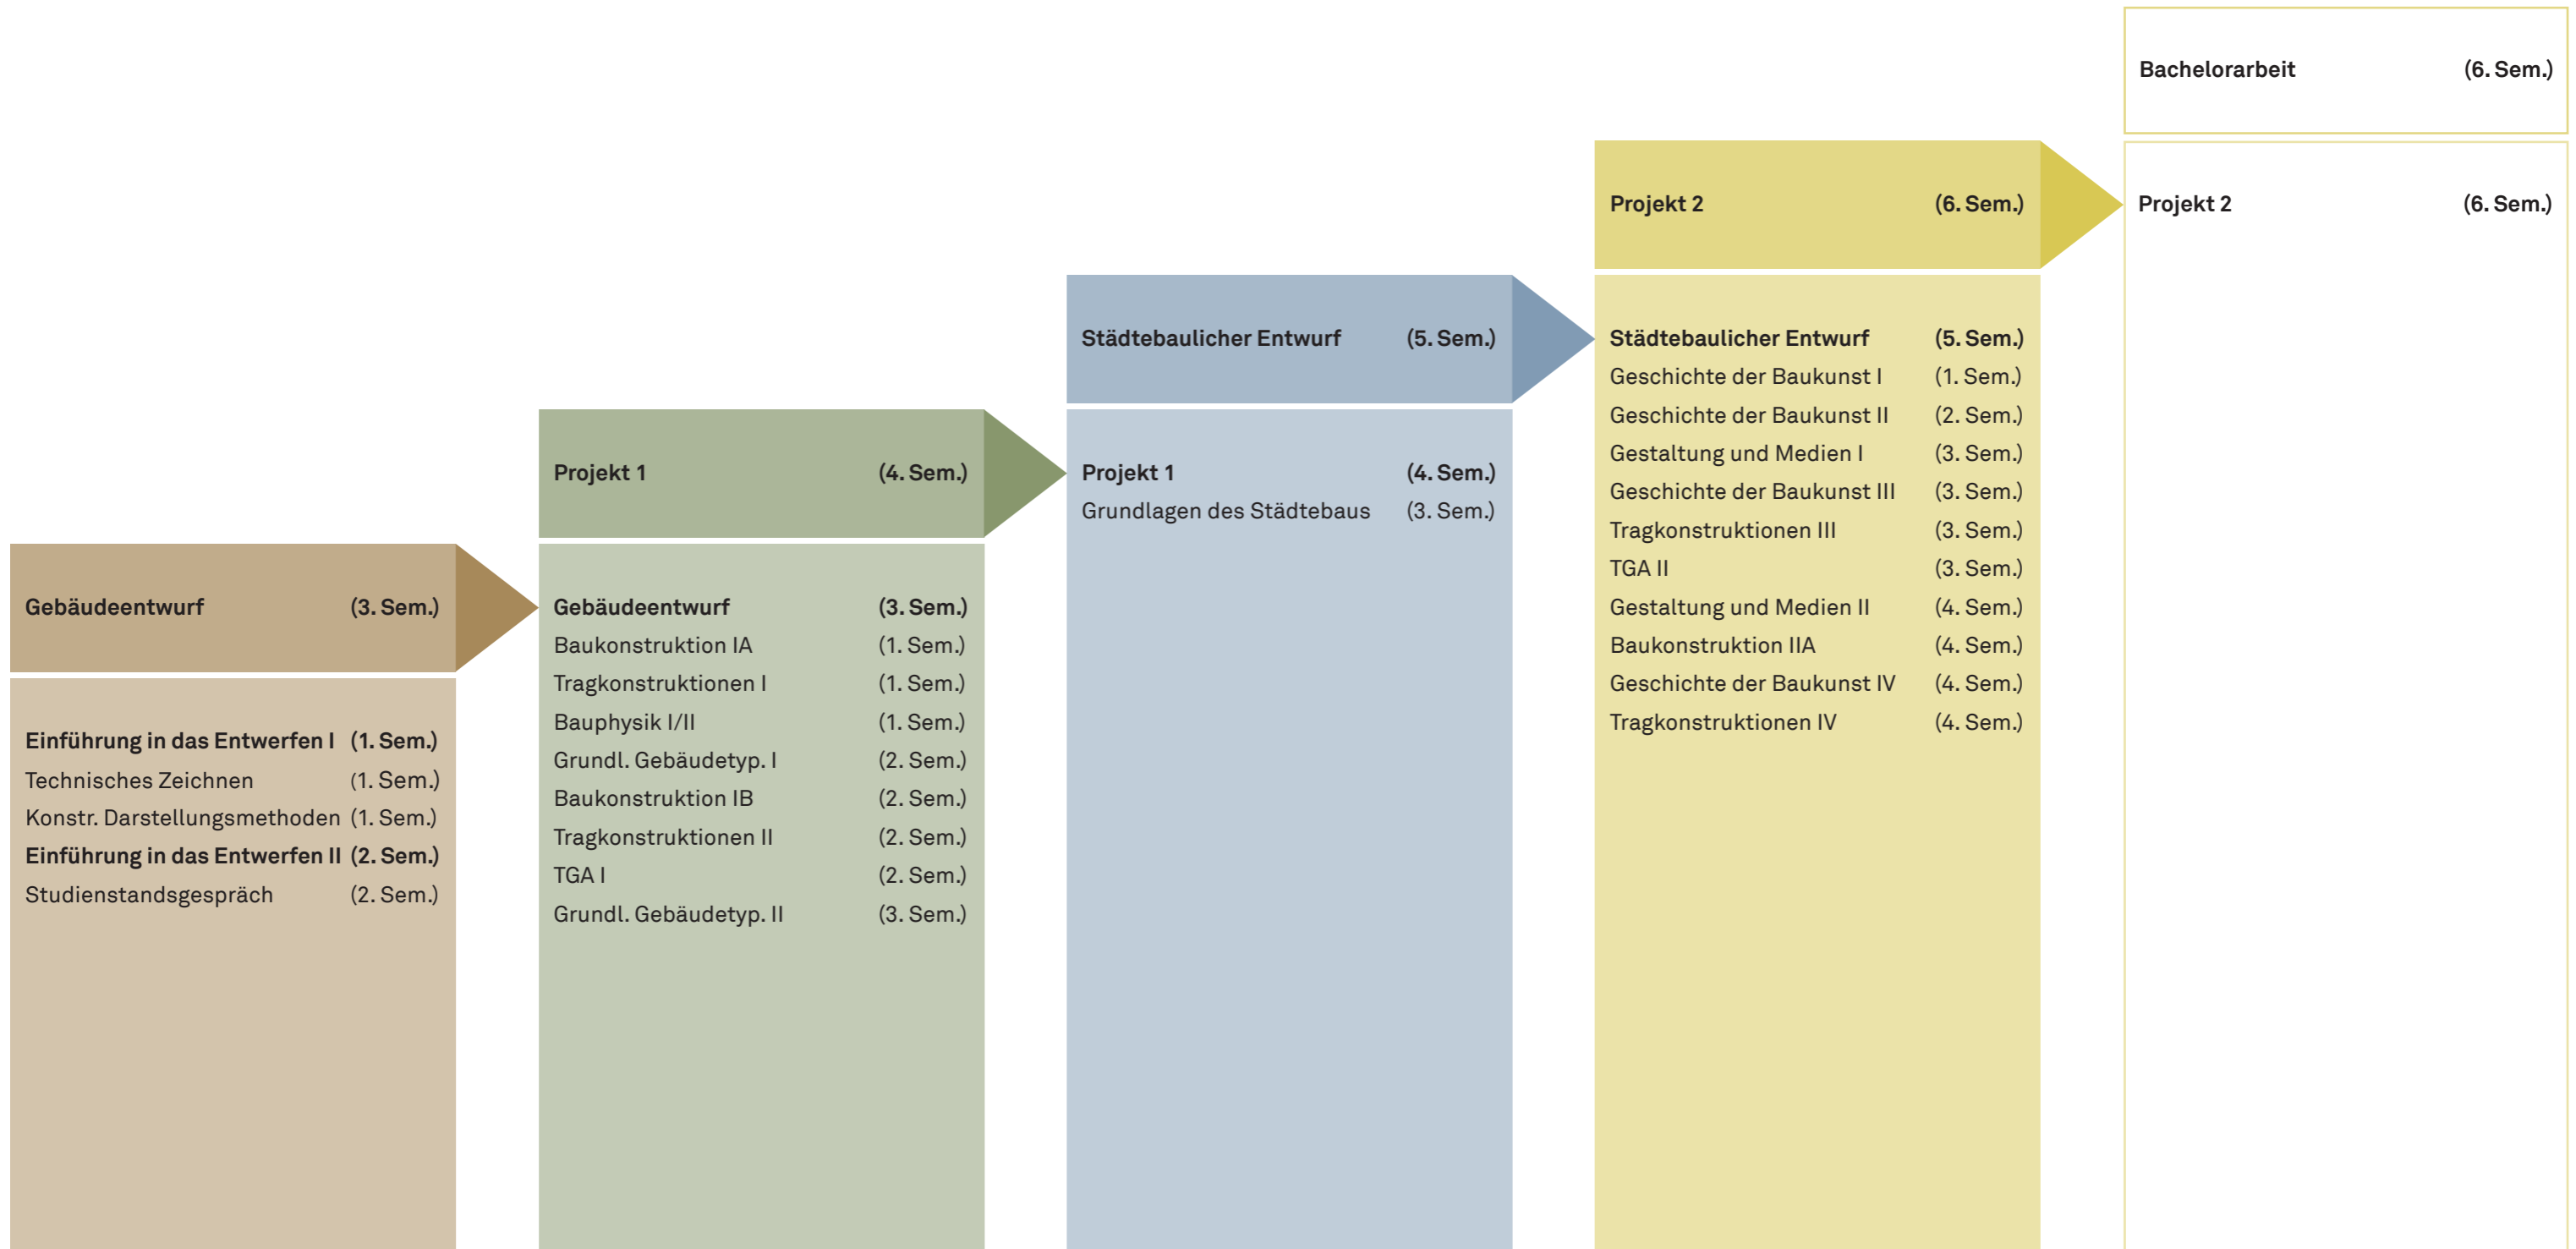 Gebäudeentwurf (3. Sem.)
Einführung in das Entwerfen I (1. Sem.)
Technisches Zeichnen (1. Sem.)
Konstr. Darstellungsmethoden (1. Sem.)
Einführung in das Entwerfen II (2. Sem.)
Studienstandsgespräch (2. Sem.)
Projekt 1 (4. Sem.)
Gebäudeentwurf (3. Sem.)
Baukonstruktion IA (1. Sem.)
Tragkonstruktionen I (1. Sem.)
Bauphysik I/II (1. Sem.)
Grundl. Gebäudetyp. I (2. Sem.)
Baukonstruktion IB (2. Sem.)
Tragkonstruktionen II (2. Sem.)
TGA I (2. Sem.)
Grundl. Gebäudetyp. II (3. Sem.)
Städtebaulicher Entwurf (5. Sem.)
Projekt 1 (4. Sem.)
Grundlagen des Städtebaus (3. Sem.)
Projekt 2 (6. Sem.)
Städtebaulicher Entwurf (5. Sem.)
Geschichte der Baukunst I (1. Sem.)
Geschichte der Baukunst II (2. Sem.)
Gestaltung und Medien I (3. Sem.)
Geschichte der Baukunst III (3. Sem.)
Tragkonstruktionen III (3. Sem.)
TGA II (3. Sem.)
Gestaltung und Medien II (4. Sem.)
Baukonstruktion IIA (4. Sem.)
Geschichte der Baukunst IV (4. Sem.)
Tragkonstruktionen IV (4. Sem.)
Bachelorarbeit (6. Sem.)
Projekt 2 (6. Sem.)